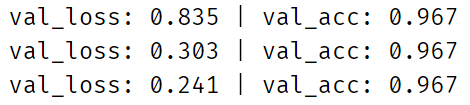 val_loss: 0.835 | val_acc: 0.967
val_loss: 0.303 | val_acc: 0.967
val_loss: 0.241 | val_acc: 0.967